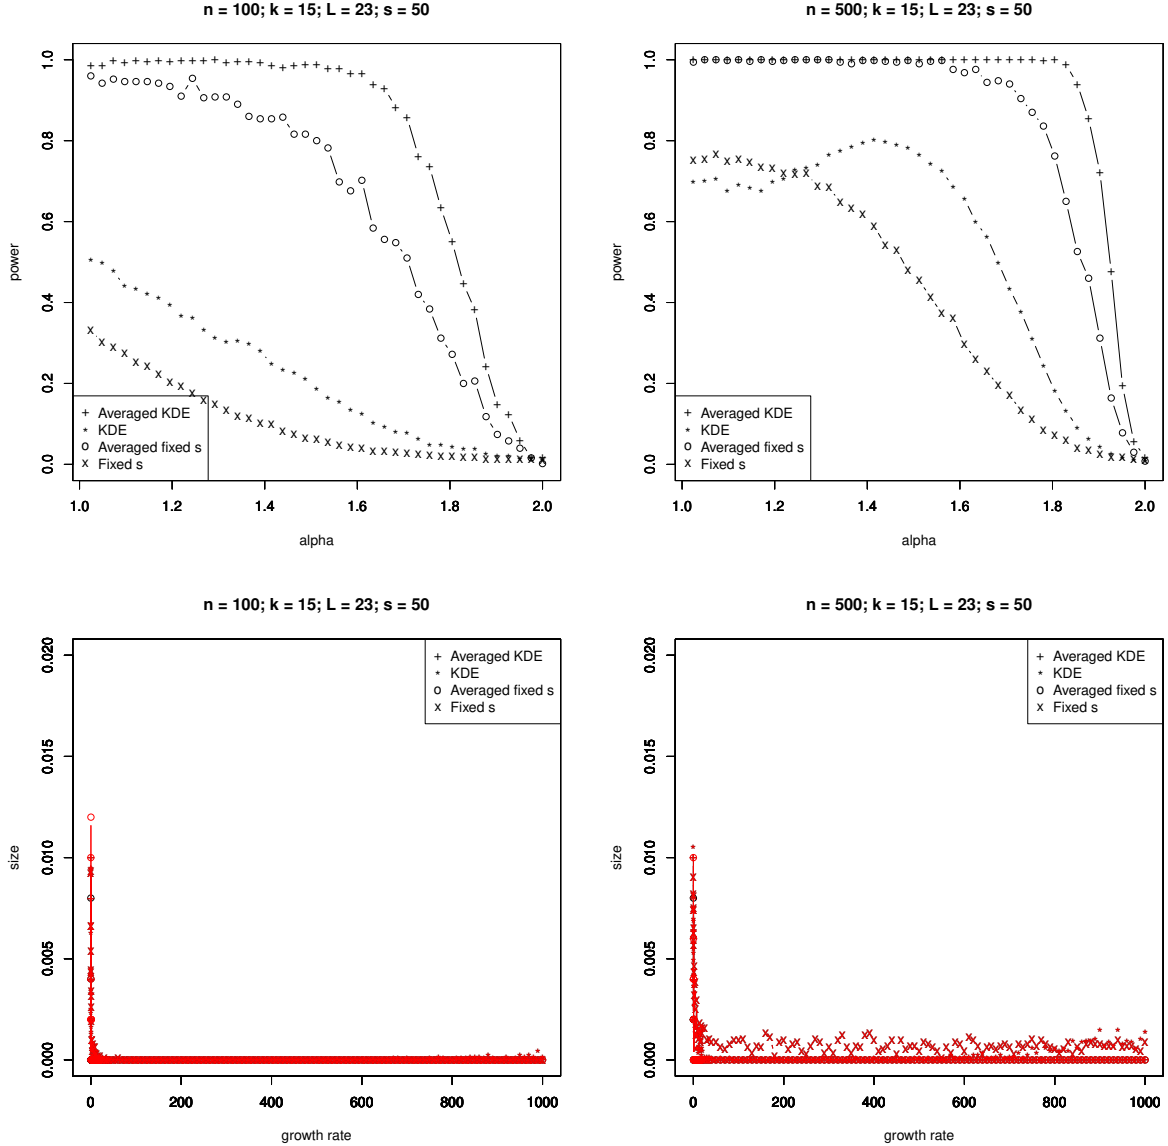 n = 100; k = 15; L = 23; s = 50
power
1.0
0.8
0.6
0.4
0.2
0.0
+ Averaged KDE
* KDE
o Averaged fixed s
x Fixed s
1.0 1.2 1.4 1.6 1.8 2.0
alpha
n = 500; k = 15; L = 23; s = 50
power
1.0
0.8
0.6
0.4
0.2
0.0
+ Averaged KDE
* KDE
o Averaged fixed s
x Fixed s
1.0 1.2 1.4 1.6 1.8 2.0
alpha
n = 100; k = 15; L = 23; s = 50
size
0.020
0.015
0.010
0.005
0.000
+ Averaged KDE
* KDE
o Averaged fixed s
x Fixed s
0 200 400 600 800 1000
growth rate
n = 500; k = 15; L = 23; s = 50
size
0.020
0.015
0.010
0.005
0.000
+ Averaged KDE
* KDE
o Averaged fixed s
x Fixed s
0 200 400 600 800 1000
growth rate